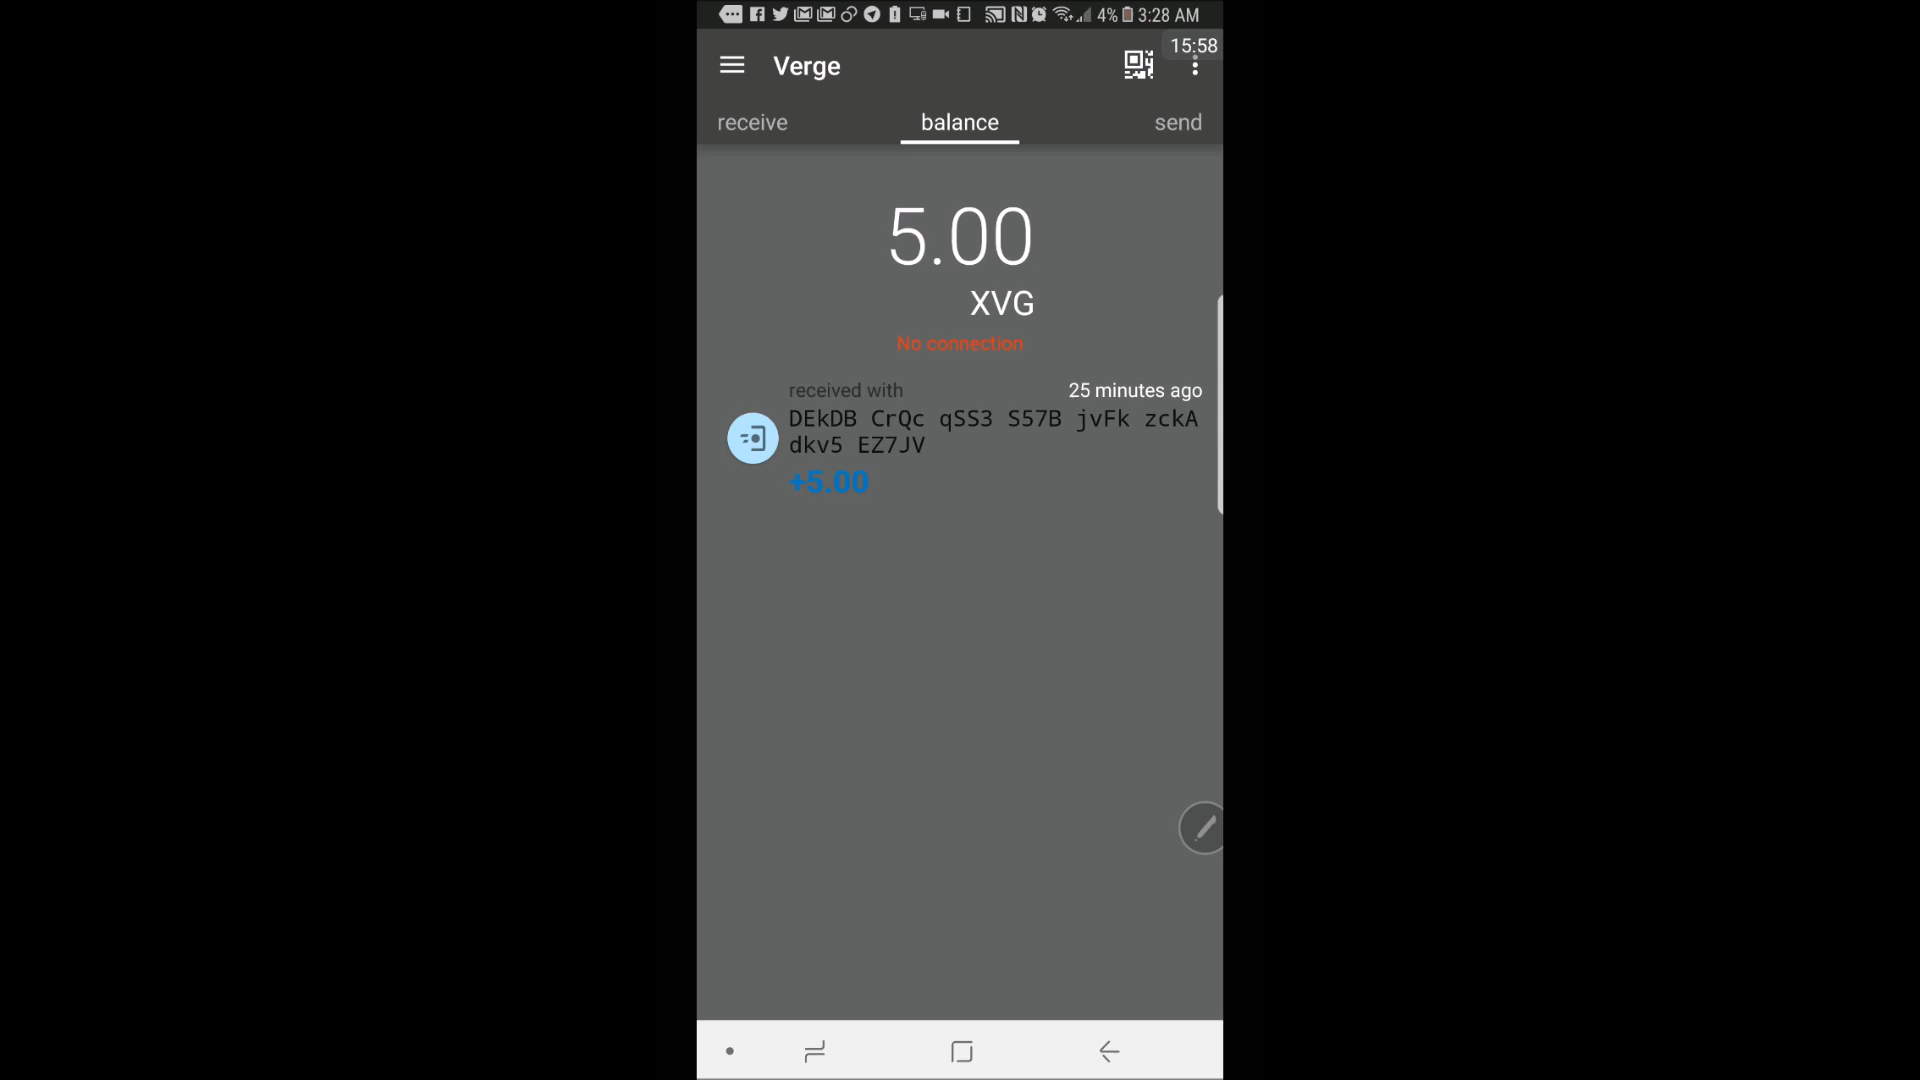 4% 3:28 AM
15:58
Verge
receive balance send
5.00
XVG
No connection
received with 25 minutes ago
DEkDB CrQc qSS3 S57B jvFk zckA
dkv5 EZ7JV
+5.00